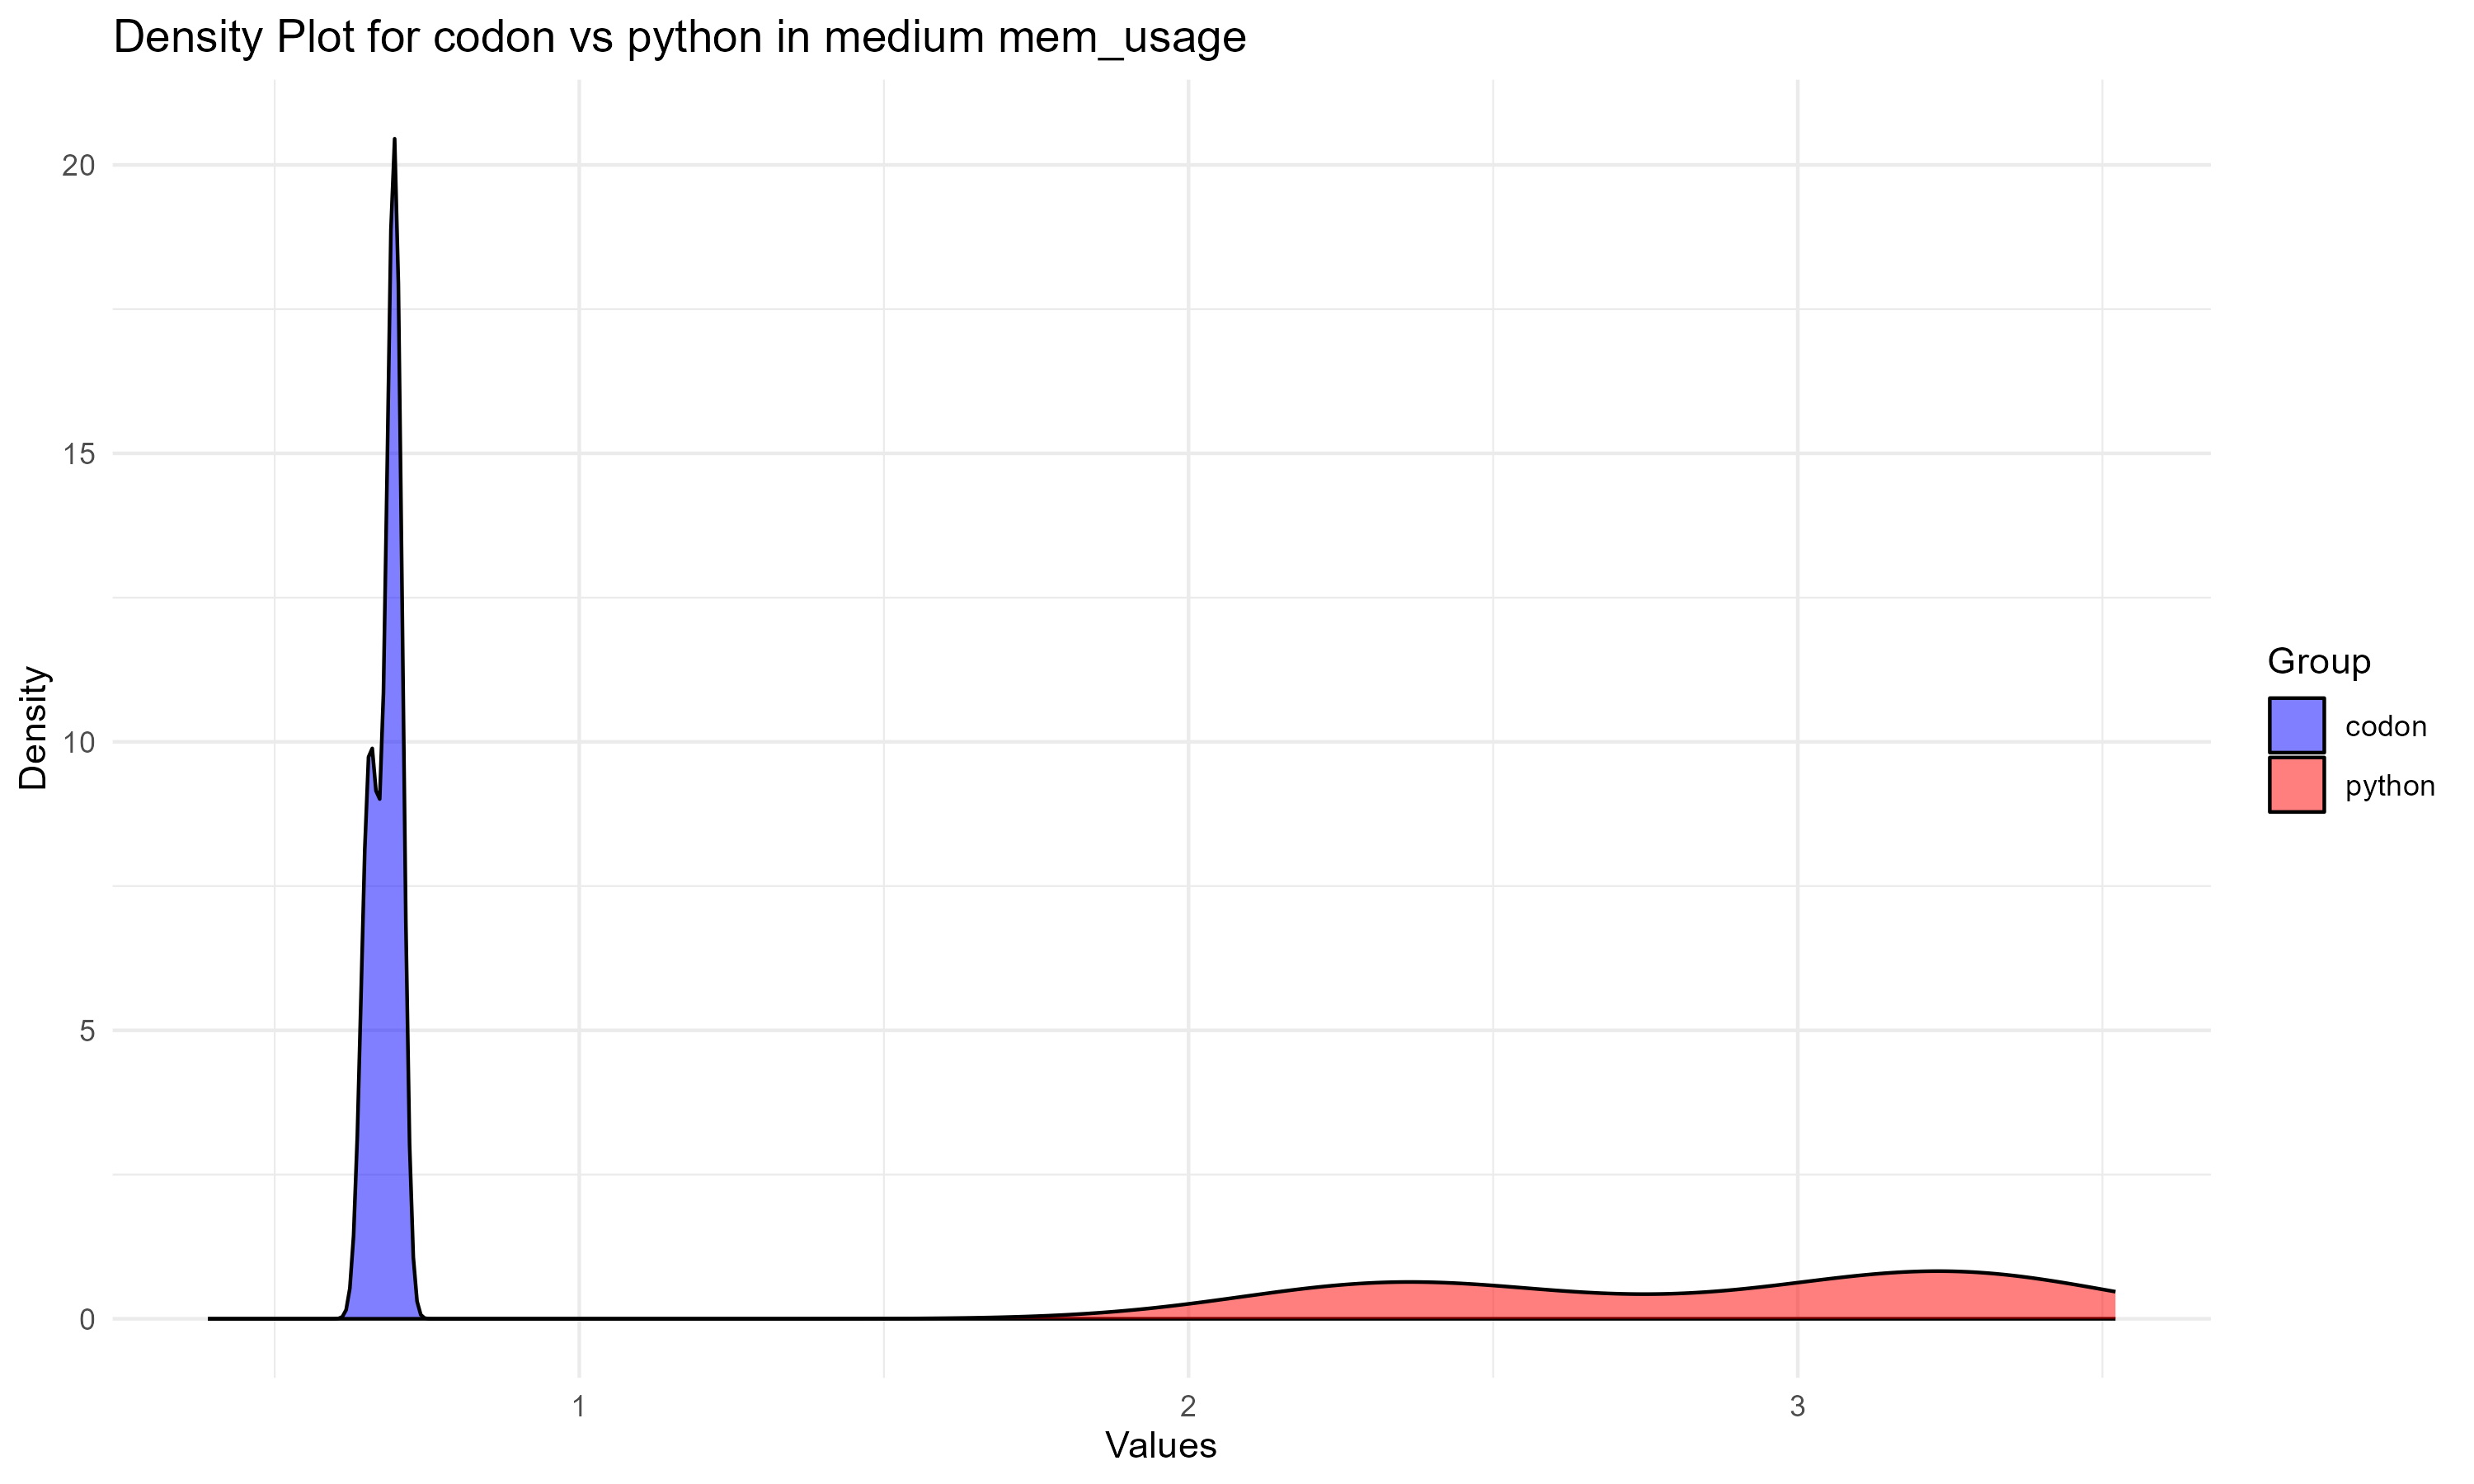 Density Plot for codon vs python in medium mem_usage
20
15
10
5
0
Density
1
2
3
Values
Group
codon
python